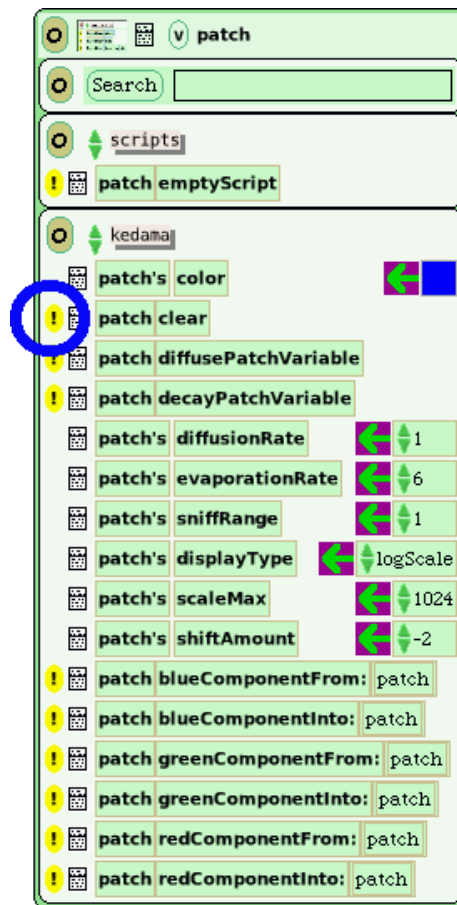 v patch
Search
scripts
! patch emptyScript
kedama
patch's color
! patch clear
! patch diffusePatchVariable
! patch decayPatchVariable
patch's diffusionRate 1
patch's evaporationRate 6
patch's sniffRange 1
patch's displayType logScale
patch's scaleMax 1024
patch's shiftAmount -2
! patch blueComponentFrom: patch
! patch blueComponentInto: patch
! patch greenComponentFrom: patch
! patch greenComponentInto: patch
! patch redComponentFrom: patch
! patch redComponentInto: patch